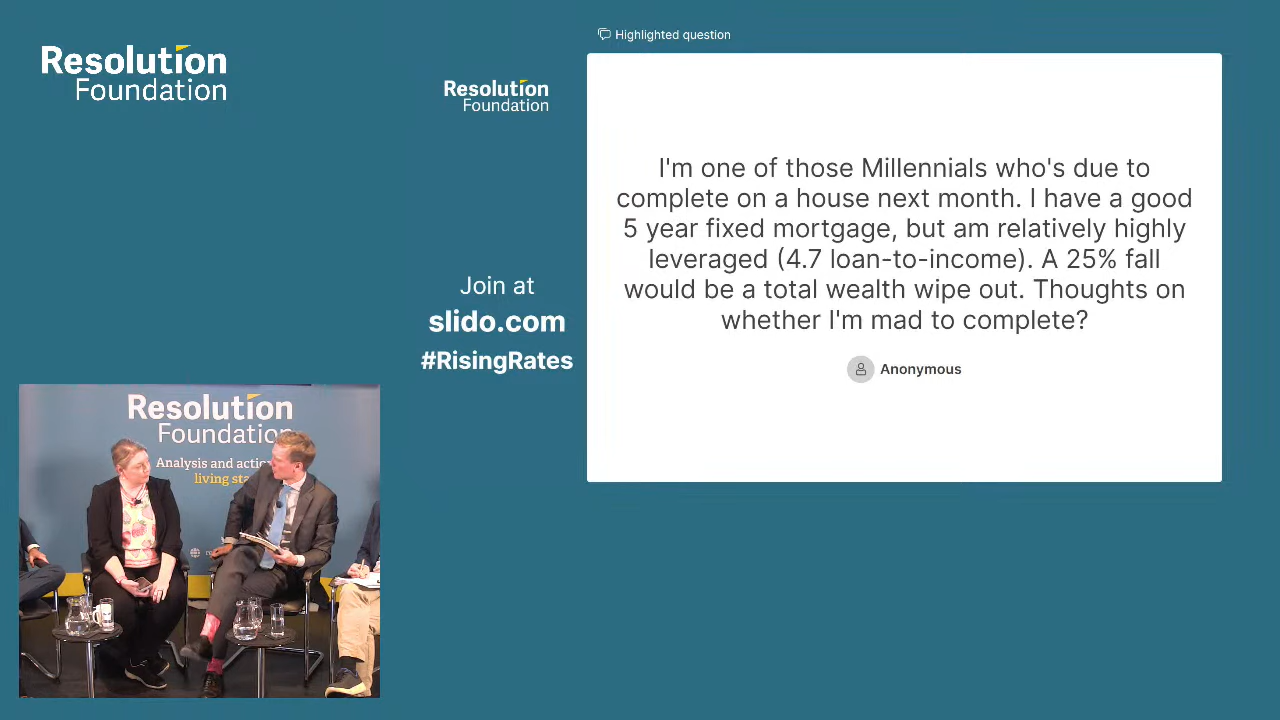 Resolution
Foundation
Highlighted question
Resolution
Foundation
I'm one of those Millennials who's due to
complete on a house next month. I have a good
5 year fixed mortgage, but am relatively highly
leveraged (4.7 loan-to-income). A 25% fall
would be a total wealth wipe out. Thoughts on
whether I'm mad to complete?
Anonymous
Join at
slido.com
#RisingRates
Resolution
Foundation
Analysis and action
living sta